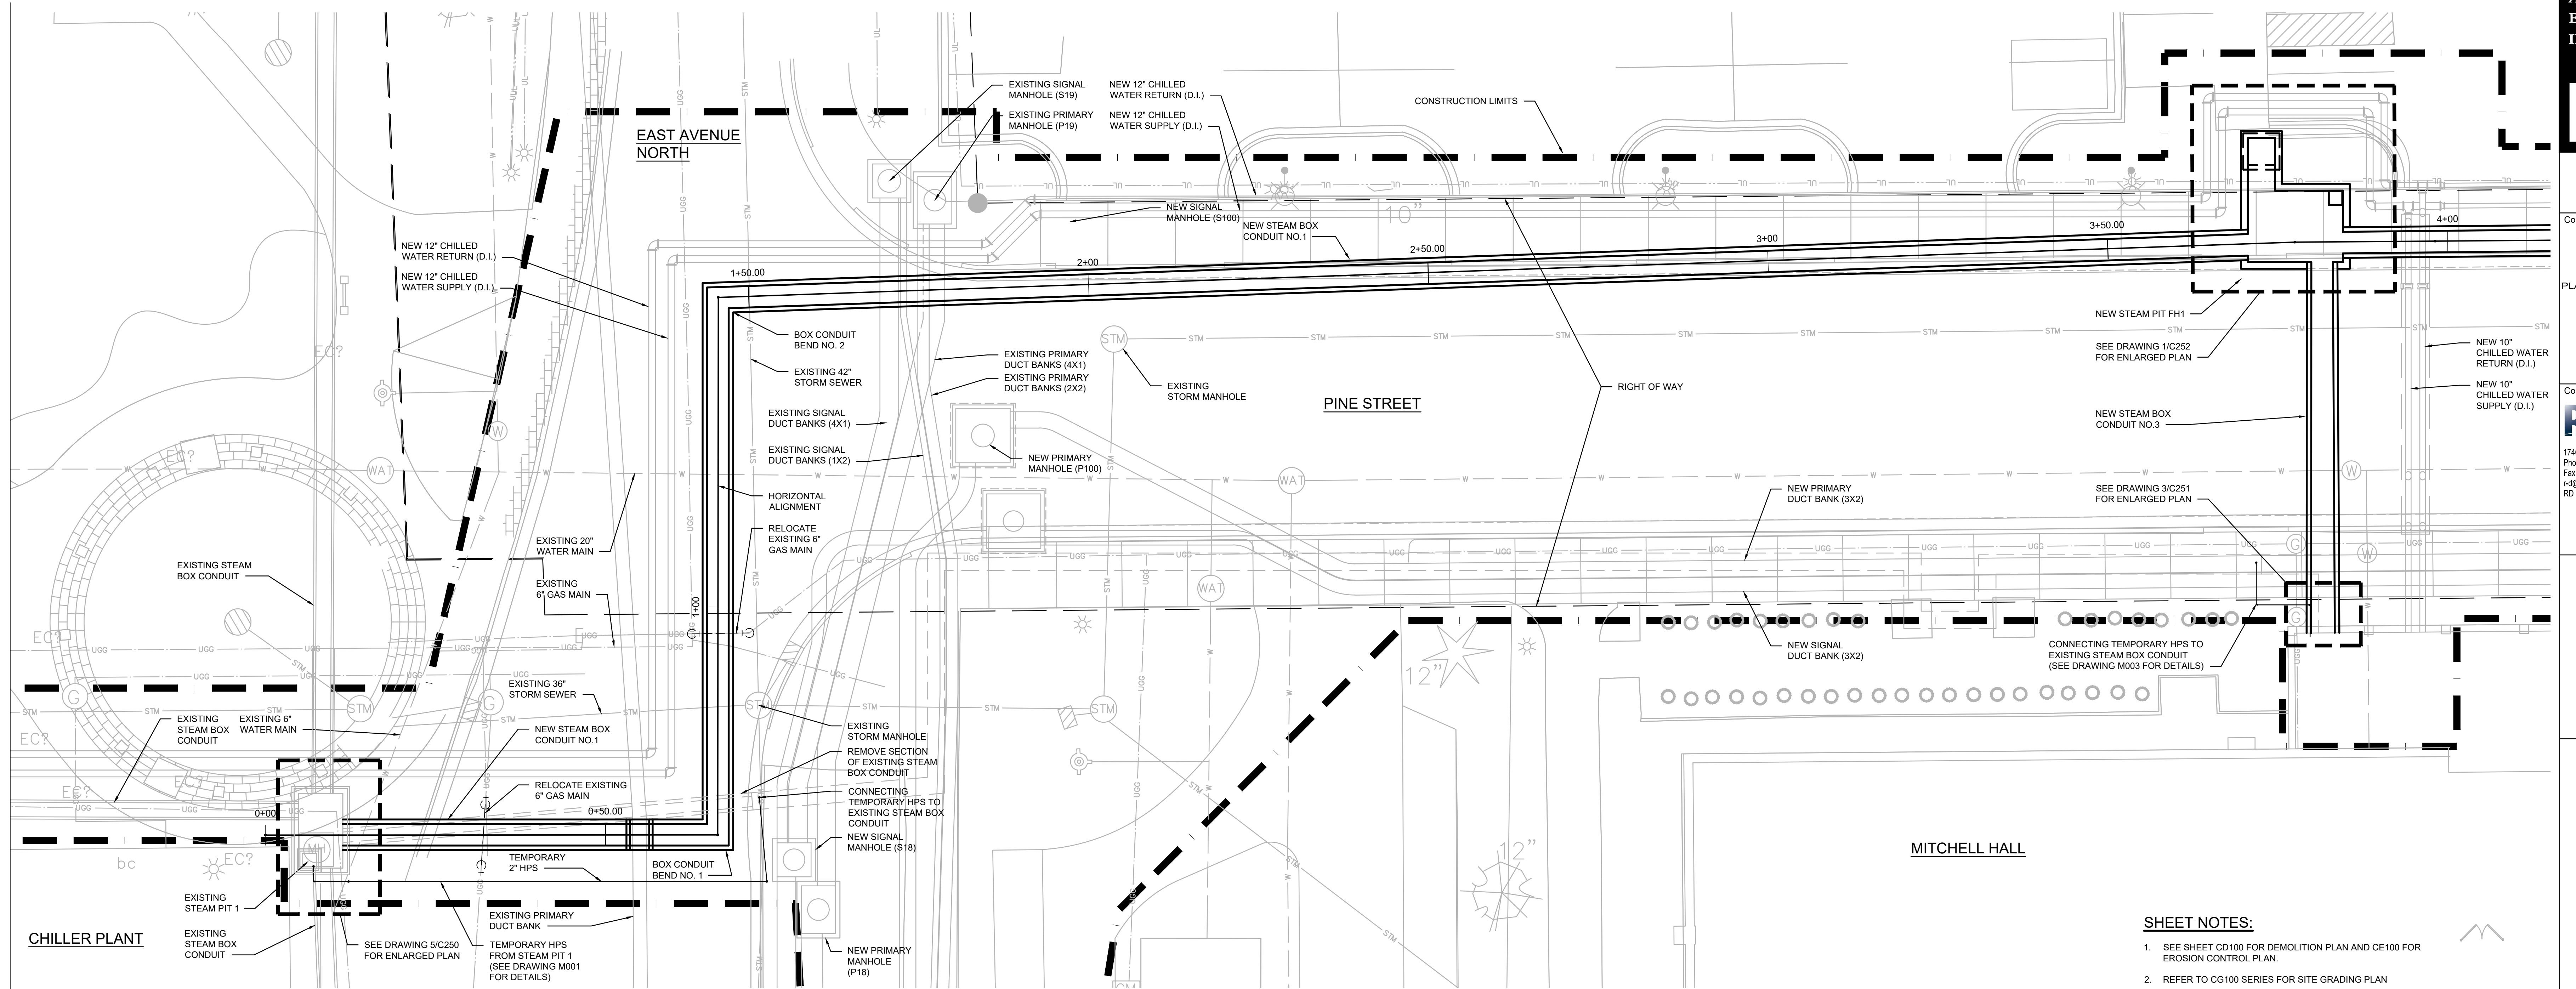 EXISTING SIGNAL
MANHOLE (S19)
EXISTING PRIMARY
MANHOLE (P19)
NEW 12" CHILLED
WATER RETURN (D.I.)
NEW 12" CHILLED
WATER SUPPLY (D.I.)
CONSTRUCTION LIMITS
EAST AVENUE
NORTH
NEW SIGNAL
MANHOLE (S100)
NEW STEAM BOX
CONDUIT NO.1
10"
NEW 12" CHILLED
WATER RETURN (D.I.)
NEW 12" CHILLED
WATER SUPPLY (D.I.)
1+50.00
2+00
2+50.00
3+00
3+50.00
4+00
BOX CONDUIT
BEND NO. 2
EXISTING 42"
STORM SEWER
EXISTING PRIMARY
DUCT BANKS (4X1)
EXISTING PRIMARY
DUCT BANKS (2X2)
STM
EXISTING
STORM MANHOLE
RIGHT OF WAY
PINE STREET
NEW STEAM PIT FH1
SEE DRAWING 1/C252
FOR ENLARGED PLAN
NEW 10"
CHILLED WATER
RETURN (D.I.)
NEW 10"
CHILLED WATER
SUPPLY (D.I.)
NEW STEAM BOX
CONDUIT NO.3
EXISTING SIGNAL
DUCT BANKS (4X1)
EXISTING SIGNAL
DUCT BANKS (1X2)
NEW PRIMARY
MANHOLE (P100)
WAT
WAT
W
W
HORIZONTAL
ALIGNMENT
NEW PRIMARY
DUCT BANK (3X2)
SEE DRAWING 3/C251
FOR ENLARGED PLAN
RELOCATE
EXISTING 6"
GAS MAIN
EXISTING 20"
WATER MAIN
EXISTING
6" GAS MAIN
EXISTING STEAM
BOX CONDUIT
1+00
WAT
NEW SIGNAL
DUCT BANK (3X2)
CONNECTING TEMPORARY HPS TO
EXISTING STEAM BOX CONDUIT
(SEE DRAWING M003 FOR DETAILS)
12"
EXISTING 36"
STORM SEWER
EXISTING
STEAM BOX
CONDUIT
EXISTING 6"
WATER MAIN
NEW STEAM BOX
CONDUIT NO.1
EXISTING
STORM MANHOLE
REMOVE SECTION
OF EXISTING STEAM
BOX CONDUIT
CONNECTING
TEMPORARY HPS TO
EXISTING STEAM BOX
CONDUIT
NEW SIGNAL
MANHOLE (S18)
RELOCATE EXISTING
6" GAS MAIN
0+00
0+50.00
MH
bc
EC?
TEMPORARY
2" HPS
BOX CONDUIT
BEND NO. 1
12"
MITCHELL HALL
EXISTING
STEAM PIT 1
EXISTING
STEAM BOX
CONDUIT
CHILLER PLANT
SEE DRAWING 5/C250
FOR ENLARGED PLAN
EXISTING PRIMARY
DUCT BANK
TEMPORARY HPS
FROM STEAM PIT 1
(SEE DRAWING M001
FOR DETAILS)
NEW PRIMARY
MANHOLE
(P18)
SHEET NOTES:
1. SEE SHEET CD100 FOR DEMOLITION PLAN AND CE100 FOR
EROSION CONTROL PLAN.
2. REFER TO CG100 SERIES FOR SITE GRADING PLAN